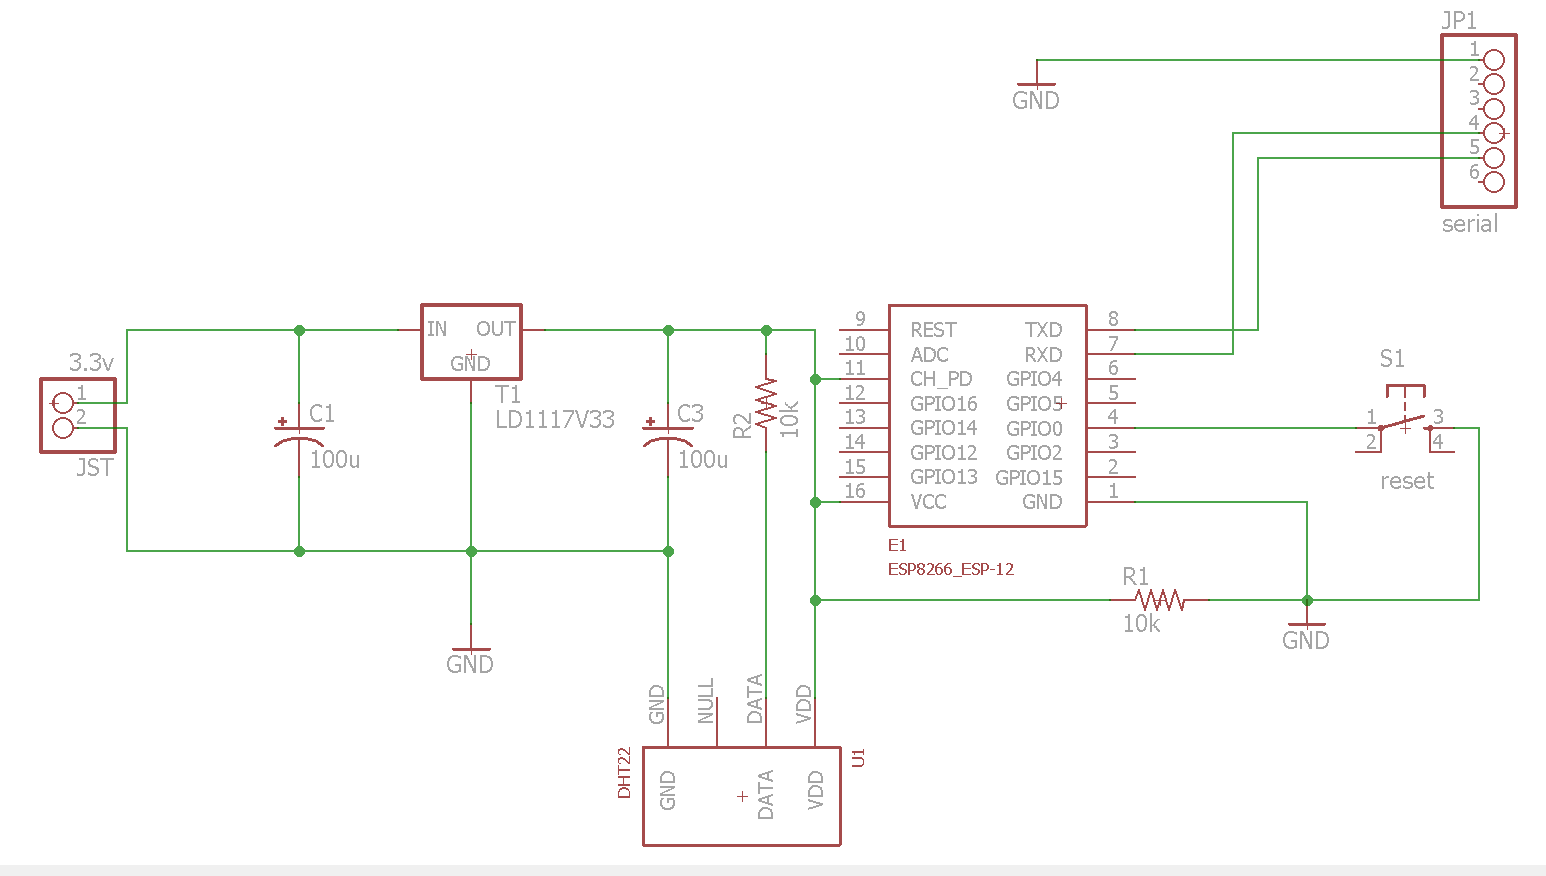 JP1
1
2
3
4
5
6
serial
GND
3.3v
1
2
JST
C1
100u
IN OUT
GND
T1
LD1117V33
C3
100u
R2
10k
GND
9 REST TXD 8
10 ADC RXD 7
11 CH_PD GPIO4 6
12 GPIO16 GPIO5 5
13 GPIO14 GPIO0 4
14 GPIO12 GPIO2 3
15 GPIO13 GPIO15 2
16 VCC GND 1
E1
ESP8266_ESP-12
S1
1 3
2 4
reset
R1
10k
GND
GND
NULL
DATA
VDD
DHT22
U1
GND
DATA
VDD